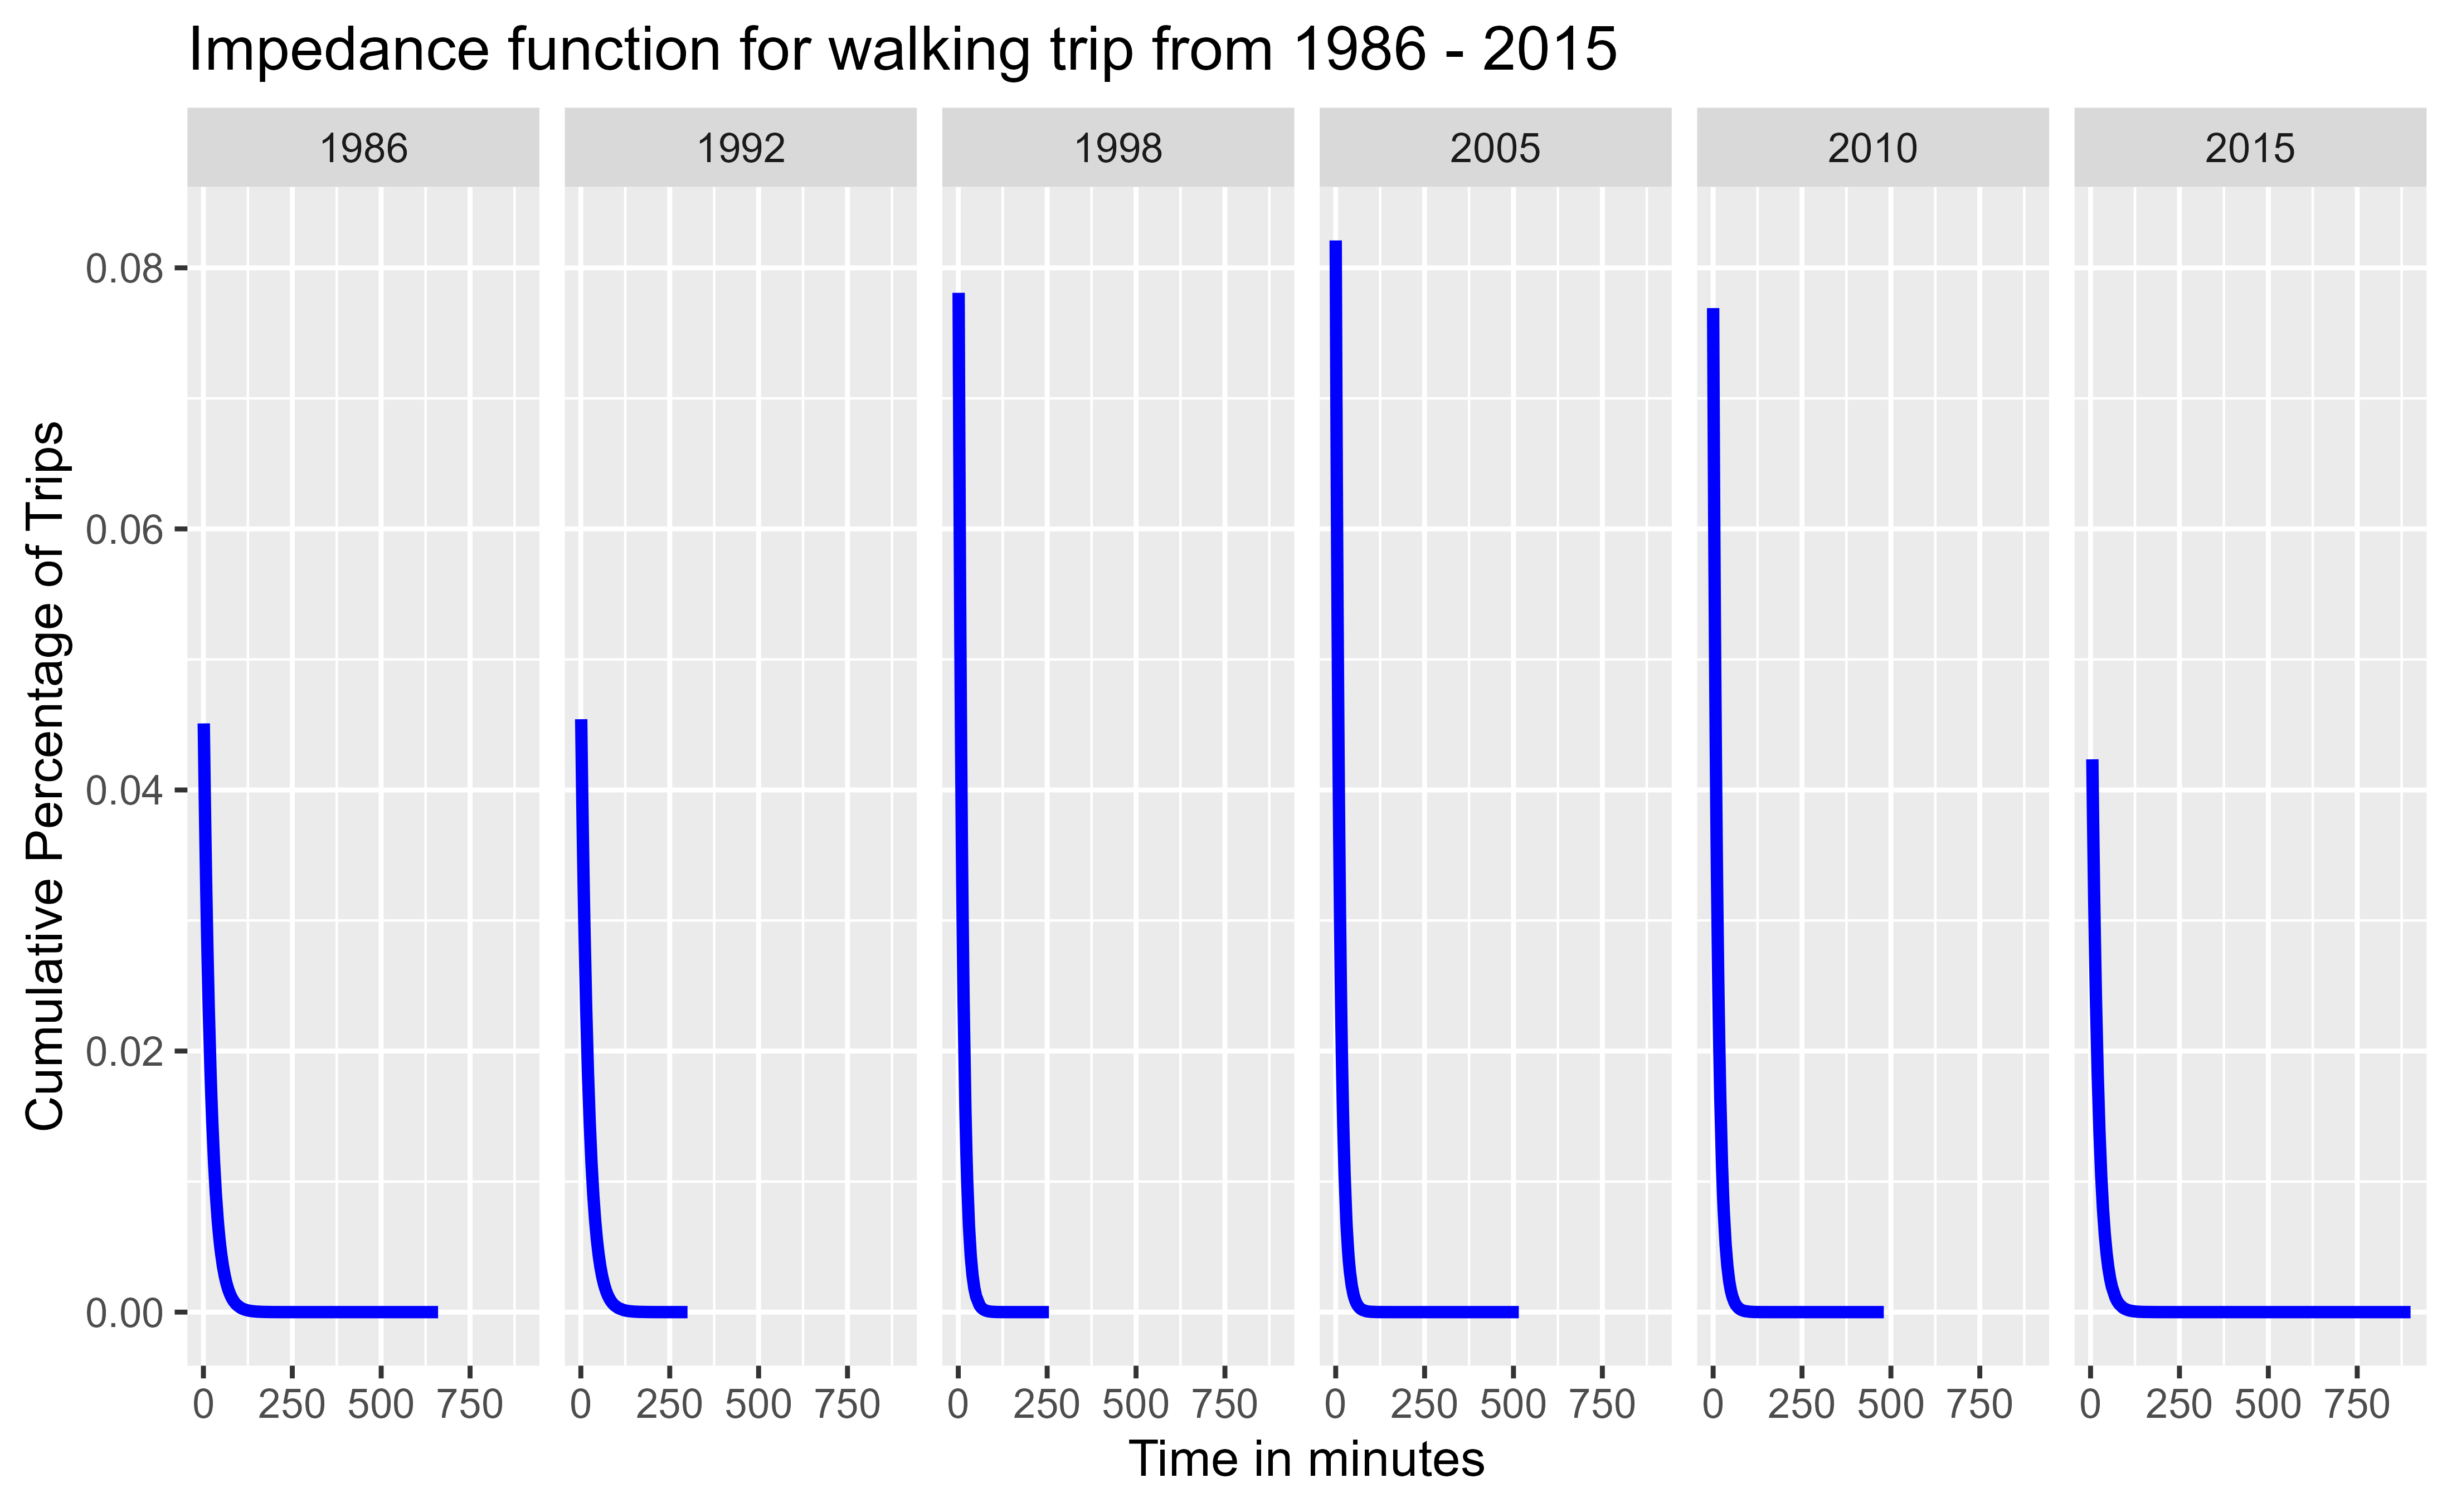 Impedance function for walking trip from 1986 - 2015
1986 1992 1998 2005 2010 2015
Cumulative Percentage of Trips
0.08
0.06
0.04
0.02
0.00
0 250 500 750 0 250 500 750 0 250 500 750 0 250 500 750 0 250 500 750 0 250 500 750
Time in minutes